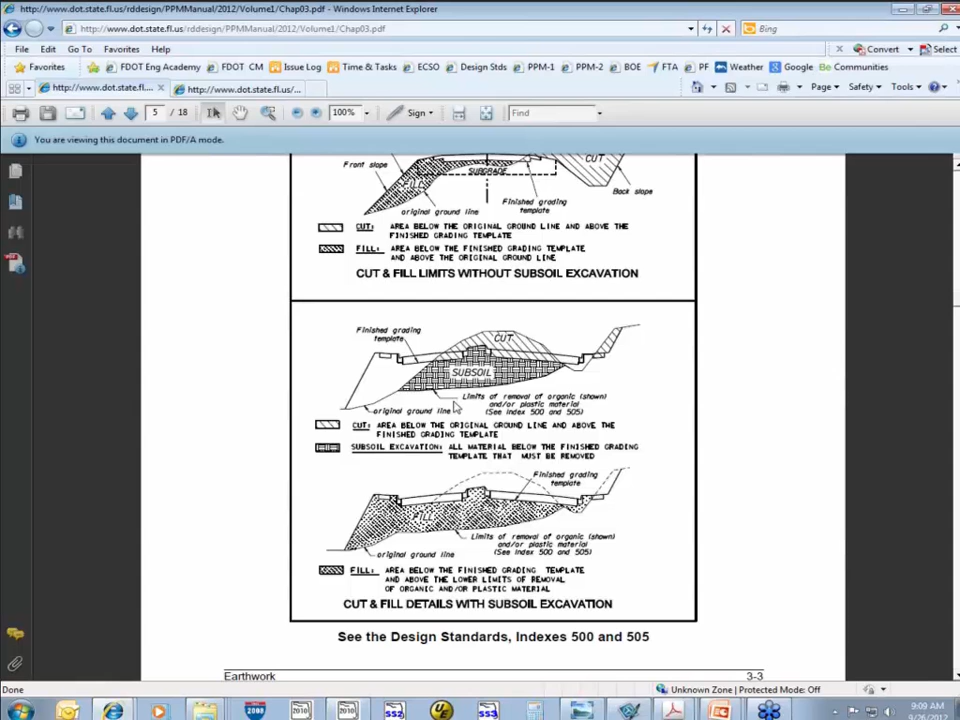 http://www.dot.state.fl.us/rddesign/PPMManual/2012/Volume1/Chap03.pdf - Windows Internet Explorer
http://www.dot.state.fl.us/rddesign/PPMManual/2012/Volume1/Chap03.pdf
Bing
File Edit Go To Favorites Help
Convert Select
Favorites FDOT Eng Academy FDOT CM Issue Log Time & Tasks ECSO Design Stds PPM-1 PPM-2 BOE FTA PF Weather Google Be Communities
http://www.dot.state.fl.... http://www.dot.state.fl.us/...
Page Safety Tools
5 / 18 100% Sign Find
You are viewing this document in PDF/A mode.
CUT
Front slope
SUBGRADE
FILL
Back slope
Finished grading
template
original ground line
CUT: AREA BELOW THE ORIGINAL GROUND LINE AND ABOVE THE
FINISHED GRADING TEMPLATE
FILL: AREA BELOW THE FINISHED GRADING TEMPLATE
AND ABOVE THE ORIGINAL GROUND LINE
CUT & FILL LIMITS WITHOUT SUBSOIL EXCAVATION
Finished grading
template
CUT
SUBSOIL
Limits of removal of organic (shown)
and/or plastic material
(See Index 500 and 505)
original ground line
CUT: AREA BELOW THE ORIGINAL GROUND LINE AND ABOVE THE
FINISHED GRADING TEMPLATE
SUBSOIL EXCAVATION: ALL MATERIAL BELOW THE FINISHED GRADING
TEMPLATE THAT MUST BE REMOVED
Finished grading
template
FILL
Limits of removal of organic (shown)
and/or plastic material
(See Index 500 and 505)
original ground line
FILL: AREA BELOW THE FINISHED GRADING TEMPLATE
AND ABOVE THE LOWER LIMITS OF REMOVAL
OF ORGANIC AND/OR PLASTIC MATERIAL
CUT & FILL DETAILS WITH SUBSOIL EXCAVATION
See the Design Standards, Indexes 500 and 505
Earthwork 3-3
Done Unknown Zone | Protected Mode: Off
9:09 AM
9/26/2012